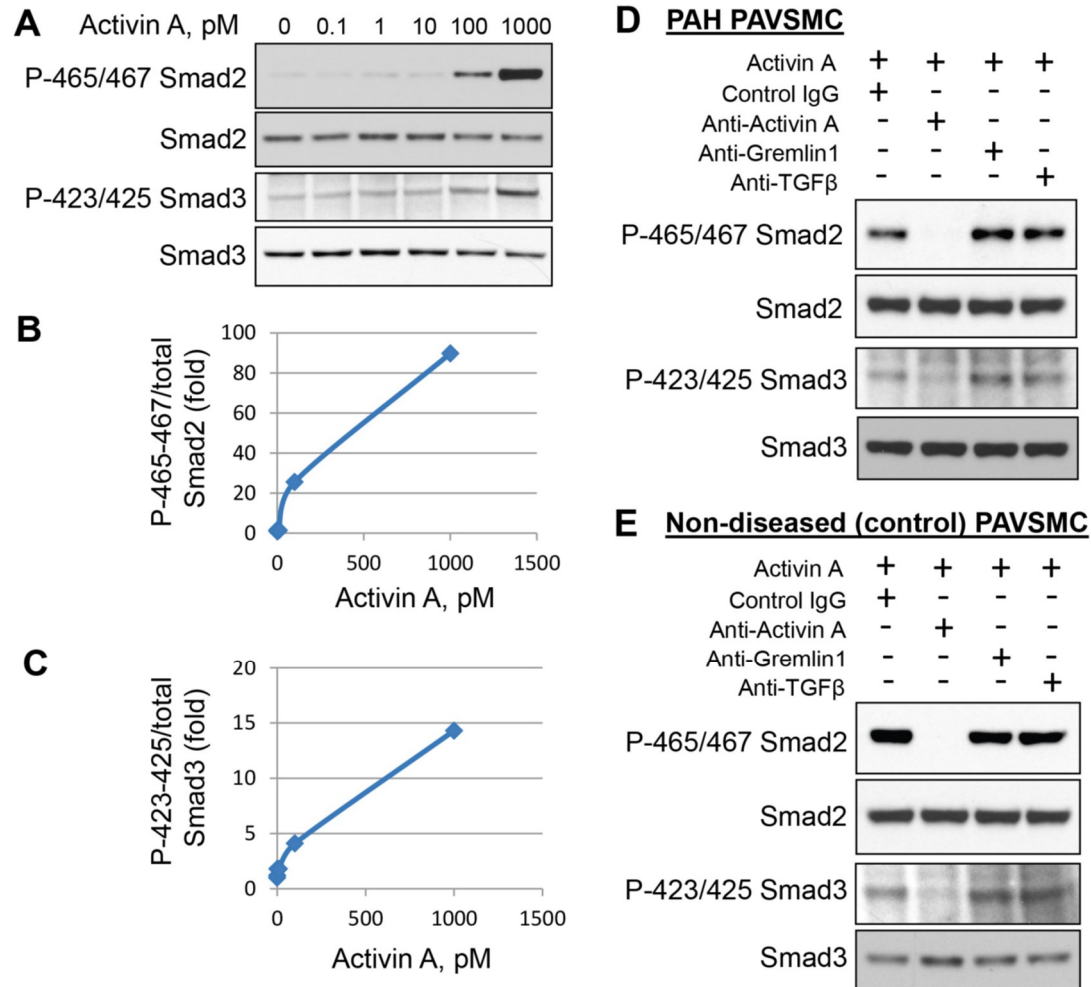 A
Activin A, pM 0 0.1 1 10 100 1000
P-465/467 Smad2
Smad2
P-423/425 Smad3
Smad3
B
P-465-467/total
Smad2 (fold)
100
80
60
40
20
0
0 500 1000 1500
Activin A, pM
C
P-423-425/total
Smad3 (fold)
20
15
10
5
0
0 500 1000 1500
Activin A, pM
D PAH PAVSMC
Activin A + + + +
Control IgG + - - -
Anti-Activin A - + - -
Anti-Gremlin1 - - + -
Anti-TGFβ - - - +
P-465/467 Smad2
Smad2
P-423/425 Smad3
Smad3
E Non-diseased (control) PAVSMC
Activin A + + + +
Control IgG + - - -
Anti-Activin A - + - -
Anti-Gremlin1 - - + -
Anti-TGFβ - - - +
P-465/467 Smad2
Smad2
P-423/425 Smad3
Smad3